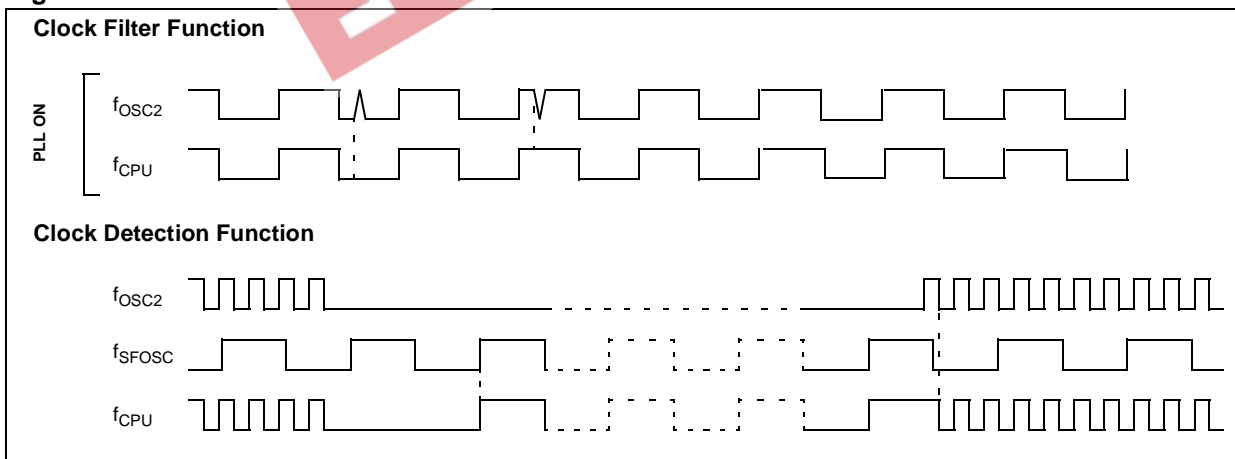 Clock Filter Function
PLL ON
fOSC2
fCPU
Clock Detection Function
fOSC2
fSFOSC
fCPU